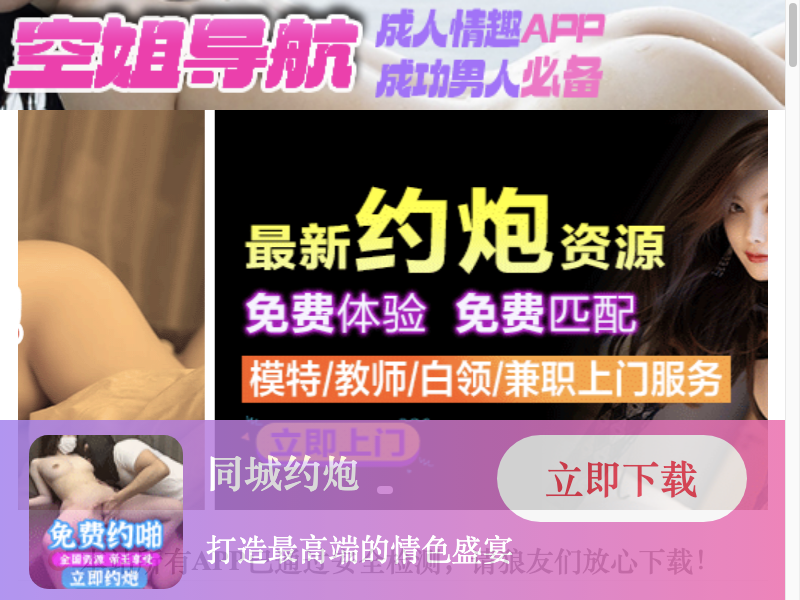 空姐导航
成人情趣APP
成功男人必备
最新约炮资源
免费体验 免费匹配
模特/教师/白领/兼职上门服务
立即上门
同城约炮
立即下载
免费约啪
全国资源 帝王享受
立即约炮
打造最高端的情色盛宴
所有APP已通过安全检测，请狼友们放心下载！